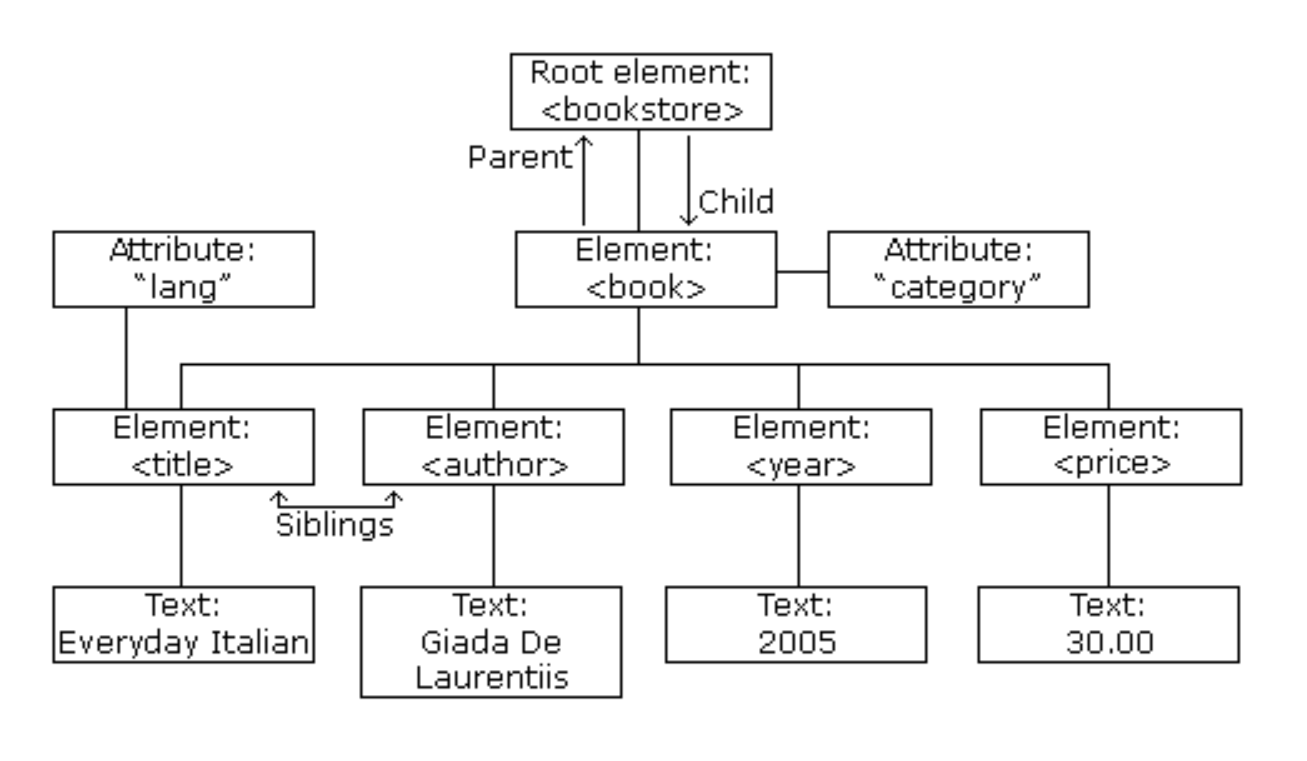 Root element:
<bookstore>
Parent
Child
Attribute:
“lang”
Element:
<book>
Attribute:
“category”
Element:
<title>
Element:
<author>
Element:
<year>
Element:
<price>
Siblings
Text:
Everyday Italian
Text:
Giada De
Laurentiis
Text:
2005
Text:
30.00